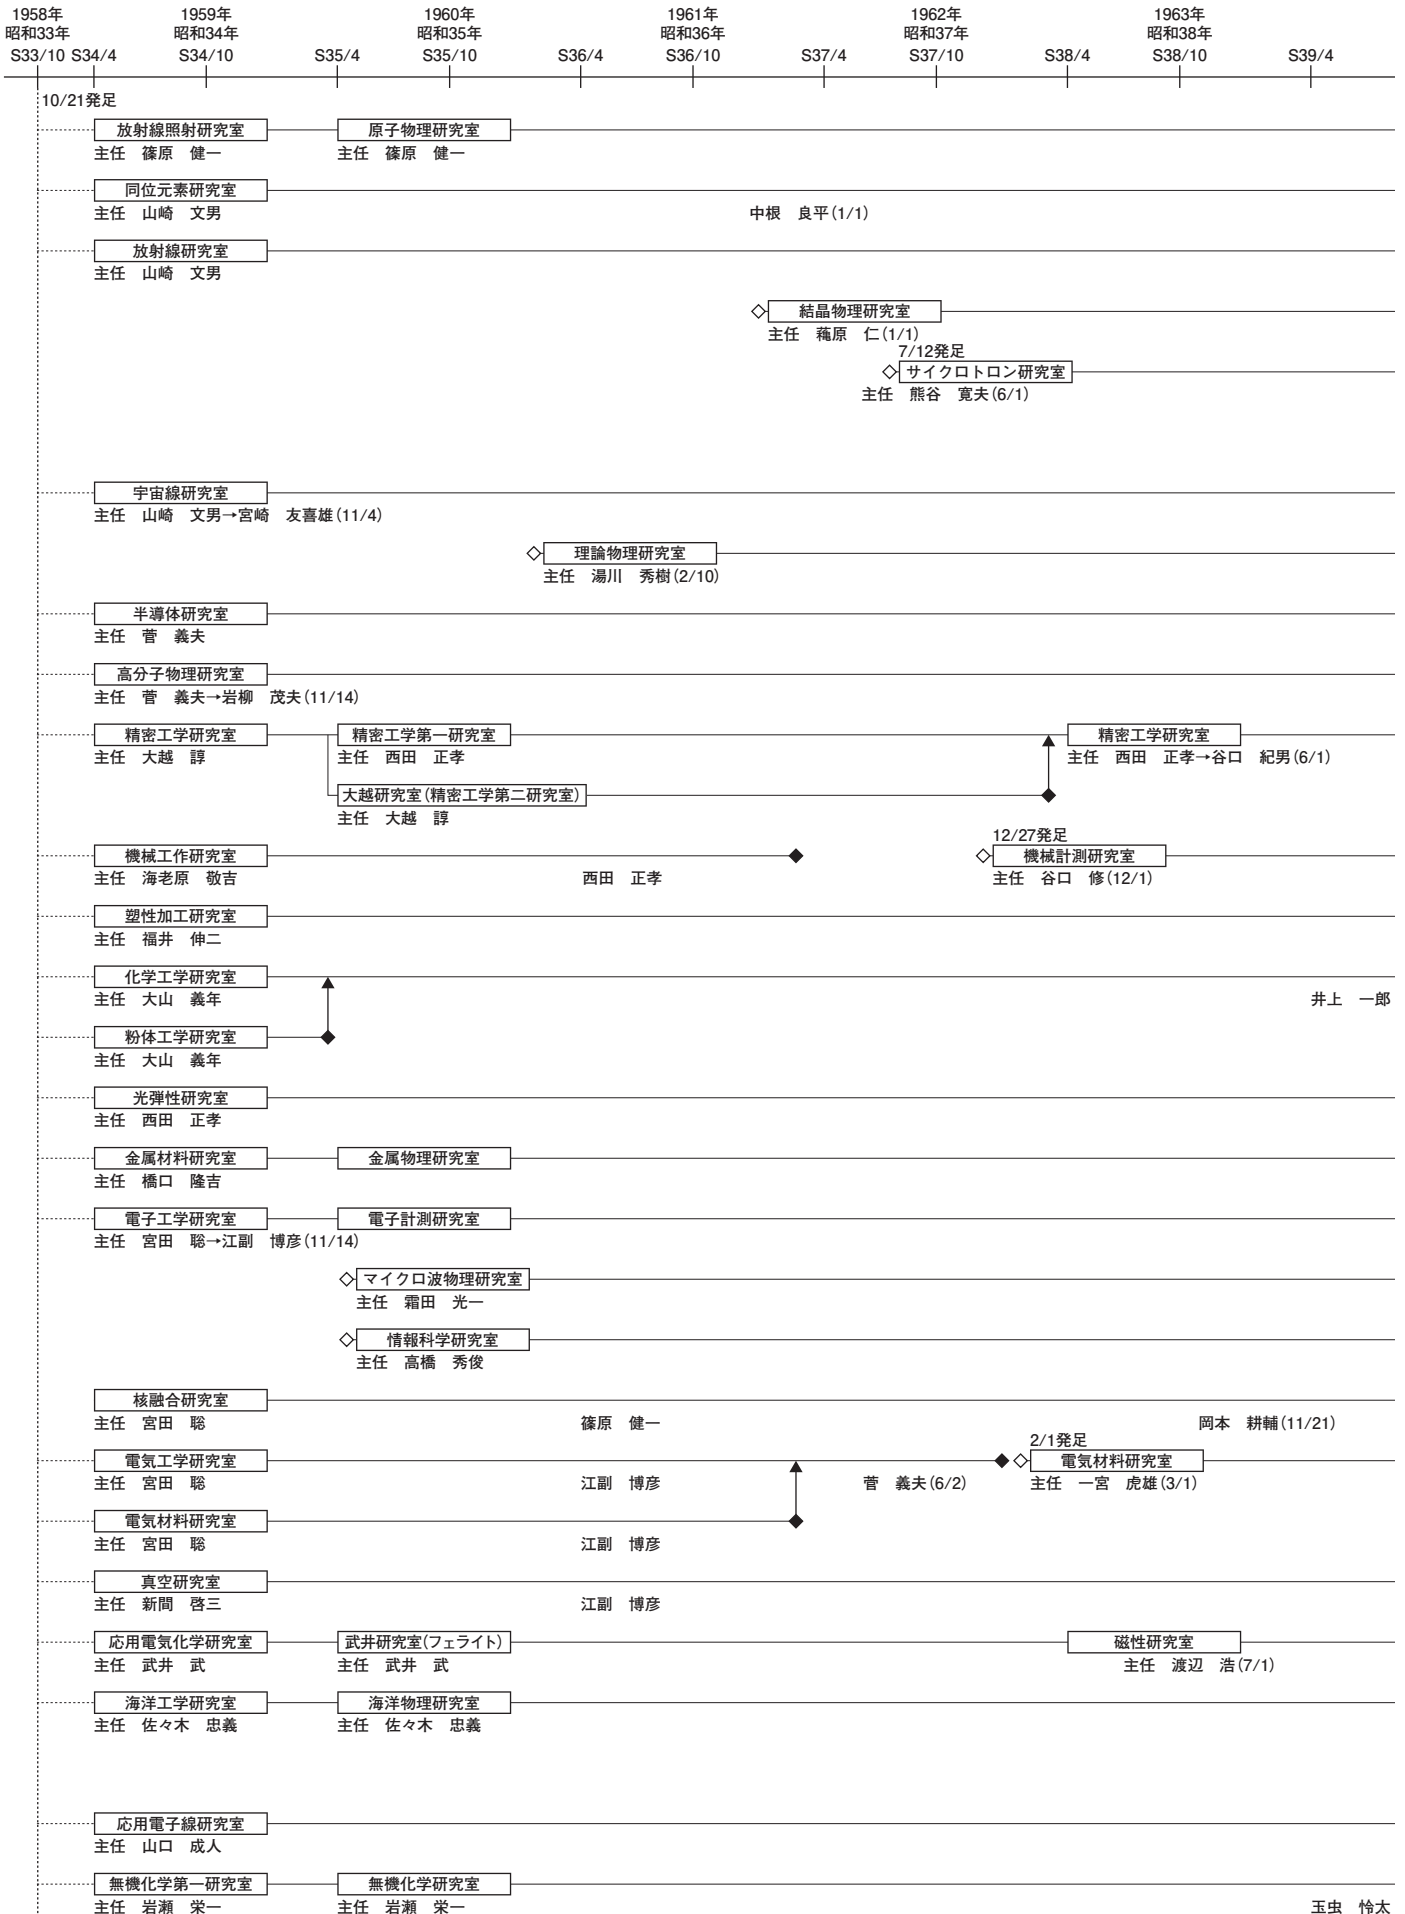 1958年 1959年 1960年 1961年 1962年 1963年
昭和33年 昭和34年 昭和35年 昭和36年 昭和37年 昭和38年
S33/10 S34/4 S34/10 S35/4 S35/10 S36/4 S36/10 S37/4 S37/10 S38/4 S38/10 S39/4
10/21発足
放射線照射研究室 原子物理研究室
主任 篠原 健一 主任 篠原 健一
同位元素研究室
主任 山崎 文男 中根 良平(1/1)
放射線研究室
主任 山崎 文男
結晶物理研究室
主任 蓙原 仁(1/1)
7/12発足
サイクロトロン研究室
主任 熊谷 寛夫(6/1)
宇宙線研究室
主任 山崎 文男→宮崎 友喜雄(11/4)
理論物理研究室
主任 湯川 秀樹(2/10)
半導体研究室
主任 菅 義夫
高分子物理研究室
主任 菅 義夫→岩柳 茂夫(11/14)
精密工学研究室 精密工学第一研究室 精密工学研究室
主任 大越 諄 主任 西田 正孝 主任 西田 正孝→谷口 紀男(6/1)
大越研究室(精密工学第二研究室)
主任 大越 諄
12/27発足
機械工作研究室 機械計測研究室
主任 海老原 敬吉 西田 正孝 主任 谷口 修(12/1)
塑性加工研究室
主任 福井 伸二
化学工学研究室
主任 大山 義年 井上 一郎
粉体工学研究室
主任 大山 義年
光弾性研究室
主任 西田 正孝
金属材料研究室 金属物理研究室
主任 橋口 隆吉
電子工学研究室 電子計測研究室
主任 宮田 聡→江副 博彦(11/14)
マイクロ波物理研究室
主任 霜田 光一
情報科学研究室
主任 高橋 秀俊
核融合研究室
主任 宮田 聡 篠原 健一 岡本 耕輔(11/21)
2/1発足
電気工学研究室 電気材料研究室
主任 宮田 聡 江副 博彦 菅 義夫(6/2) 主任 一宮 虎雄(3/1)
電気材料研究室
主任 宮田 聡 江副 博彦
真空研究室
主任 新間 啓三 江副 博彦
応用電気化学研究室 武井研究室(フェライト) 磁性研究室
主任 武井 武 主任 武井 武 主任 渡辺 浩(7/1)
海洋工学研究室 海洋物理研究室
主任 佐々木 忠義 主任 佐々木 忠義
応用電子線研究室
主任 山口 成人
無機化学第一研究室 無機化学研究室
主任 岩瀬 栄一 主任 岩瀬 栄一 玉虫 怜太